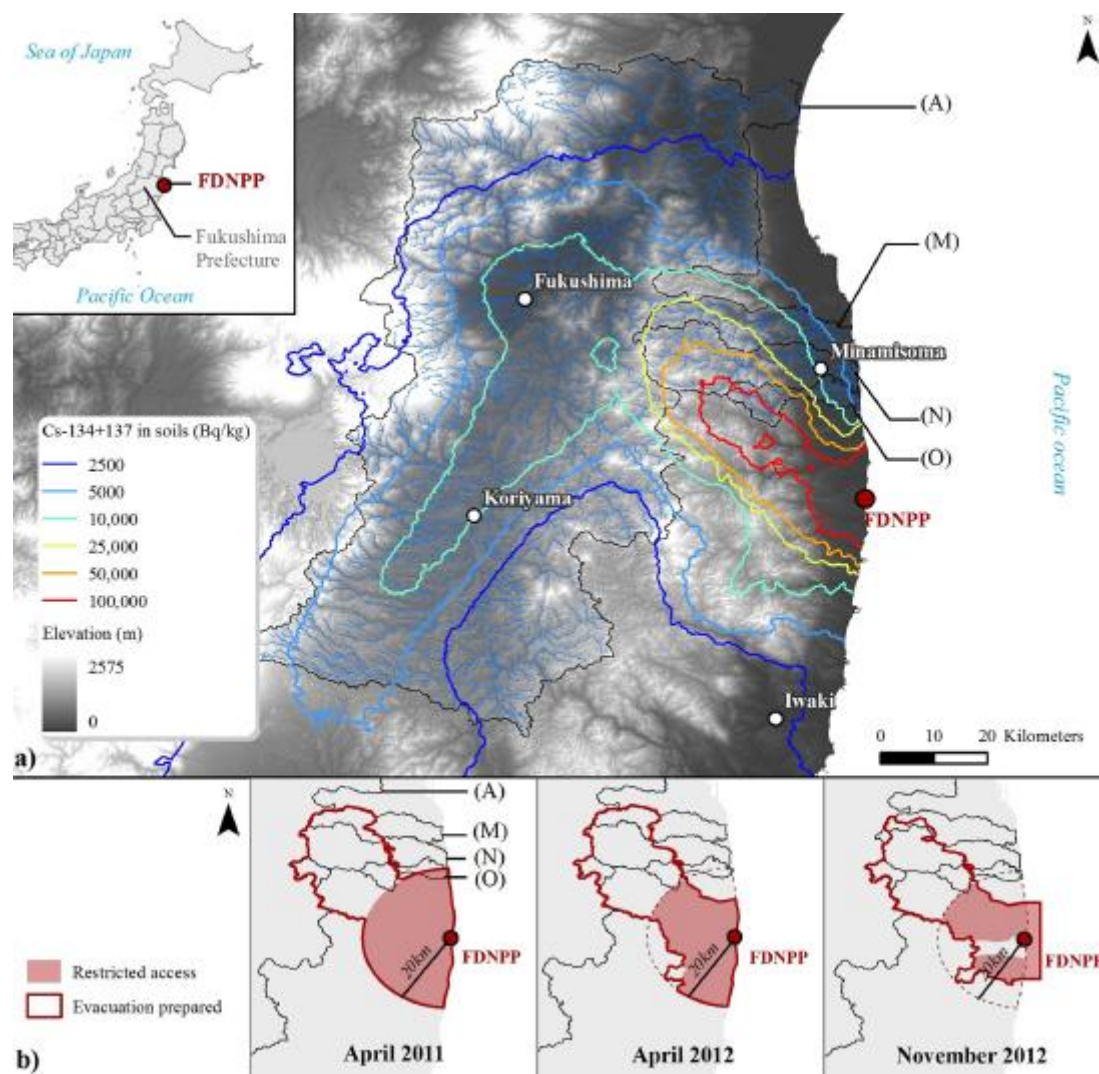 Sea of Japan
FDNPP
Fukushima
Prefecture
Pacific Ocean
N
(A)
(M)
Fukushima
Minamisoma
Pacific ocean
(N)
(O)
Cs-134+137 in soils (Bq/kg)
2500
5000
10,000
25,000
50,000
100,000
Koriyama
FDNPP
Elevation (m)
2575
0
Iwaki
0 10 20 Kilometers
a)
N
(A)
(M)
(N)
(O)
FDNPP
20km
April 2011
FDNPP
20km
April 2012
FDNPP
20km
November 2012
Restricted access
Evacuation prepared
b)